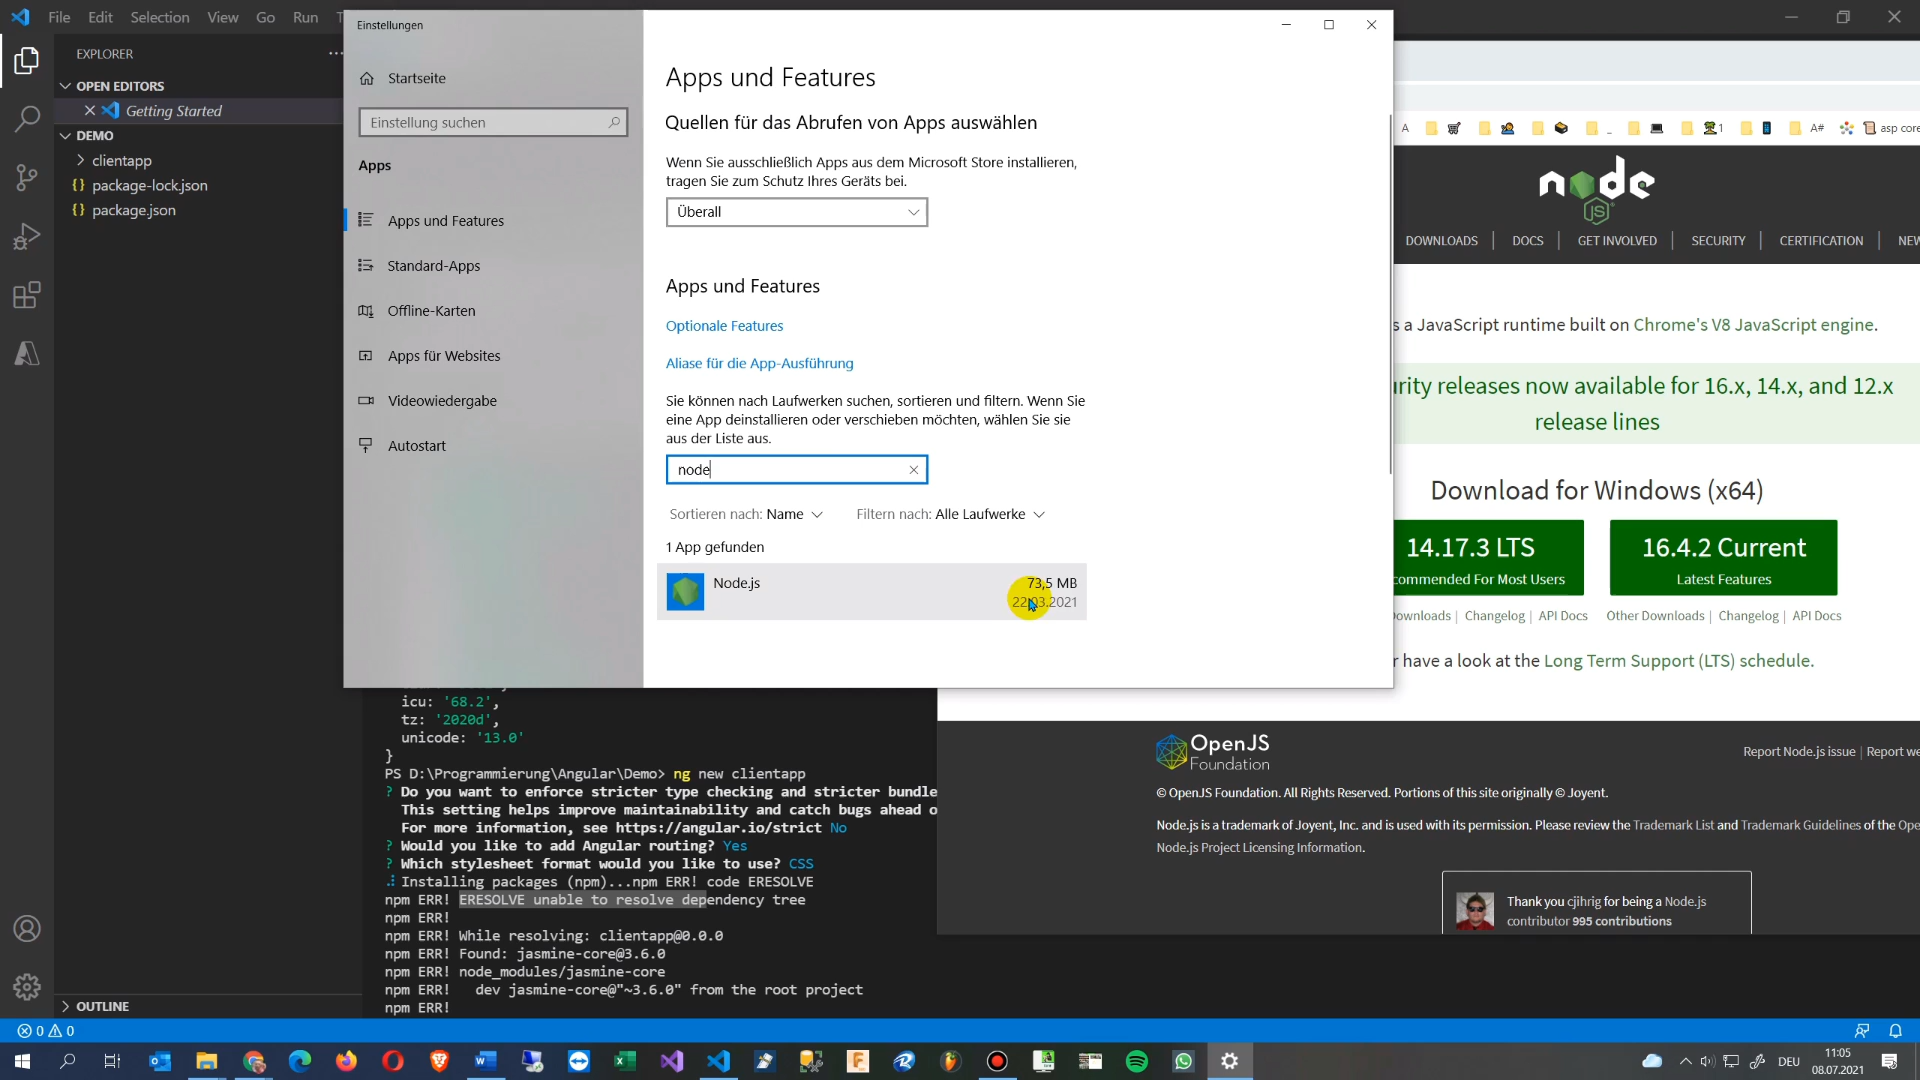 File Edit Selection View Go Run
EXPLORER
OPEN EDITORS
Getting Started
DEMO
clientapp
{} package-lock.json
{} package.json
OUTLINE
Einstellungen
Startseite
Einstellung suchen
Apps
Apps und Features
Standard-Apps
Offline-Karten
Apps für Websites
Videowiedergabe
Autostart
Apps und Features
Quellen für das Abrufen von Apps auswählen
Wenn Sie ausschließlich Apps aus dem Microsoft Store installieren,
tragen Sie zum Schutz Ihres Geräts bei.
Überall
Apps und Features
Optionale Features
Aliase für die App-Ausführung
Sie können nach Laufwerken suchen, sortieren und filtern. Wenn Sie
eine App deinstallieren oder verschieben möchten, wählen Sie sie
aus der Liste aus.
node
Sortieren nach: Name Filtern nach: Alle Laufwerke
1 App gefunden
Node.js 73,5 MB
22.03.2021
A 1 A# asp core
node
JS
DOWNLOADS DOCS GET INVOLVED SECURITY CERTIFICATION
s a JavaScript runtime built on Chrome's V8 JavaScript engine.
urity releases now available for 16.x, 14.x, and 12.x
release lines
Download for Windows (x64)
14.17.3 LTS
commended For Most Users
16.4.2 Current
Latest Features
ownloads | Changelog | API Docs
Other Downloads | Changelog | API Docs
r have a look at the Long Term Support (LTS) schedule.
OpenJS
Foundation
Report Node.js issue | Report we
© OpenJS Foundation. All Rights Reserved. Portions of this site originally © Joyent.
Node.js is a trademark of Joyent, Inc. and is used with its permission. Please review the Trademark List and Trademark Guidelines of the Ope
Node.js Project Licensing Information.
Thank you cjihrig for being a Node.js
contributor 995 contributions
icu: '68.2',
tz: '2020d',
unicode: '13.0'
}
PS D:\Programmierung\Angular\Demo> ng new clientapp
? Do you want to enforce stricter type checking and stricter bundle
This setting helps improve maintainability and catch bugs ahead o
For more information, see https://angular.io/strict No
? Would you like to add Angular routing? Yes
? Which stylesheet format would you like to use? CSS
Installing packages (npm)...npm ERR! code ERESOLVE
npm ERR! ERESOLVE unable to resolve dependency tree
npm ERR!
npm ERR! While resolving: clientapp@0.0.0
npm ERR! Found: jasmine-core@3.6.0
npm ERR! node_modules/jasmine-core
npm ERR!   dev jasmine-core@"~3.6.0" from the root project
npm ERR!
0 0
DEU
11:05
08.07.2021